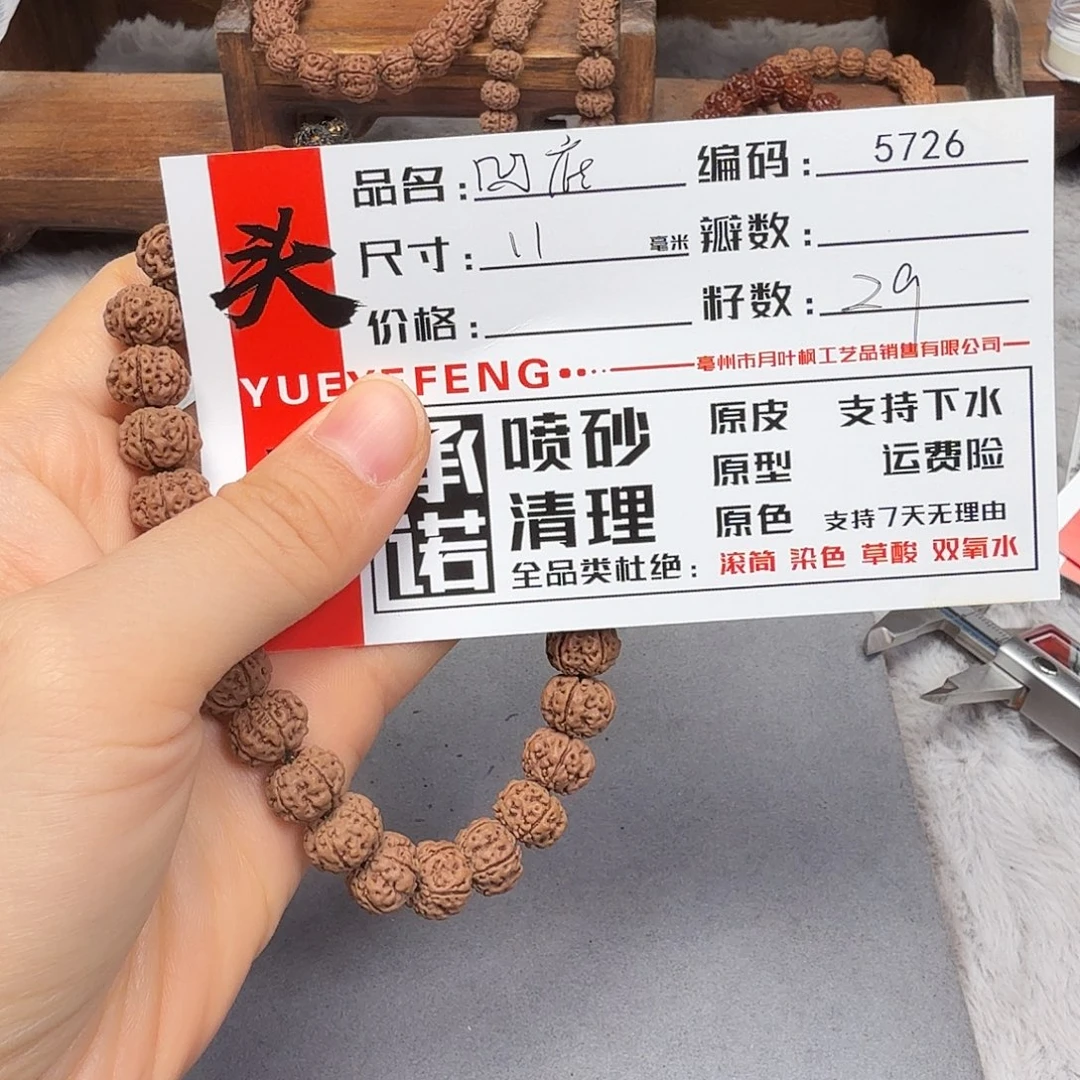 头
品名：凹底 编码：5726
尺寸：11 毫米 瓣数：
价格： 籽数：29
YUEYEFENG
亳州市月叶枫工艺品销售有限公司
承诺
喷砂 原皮 支持下水
清理 原型 运费险
原色 支持7天无理由
全品类杜绝：滚筒 染色 草酸 双氧水